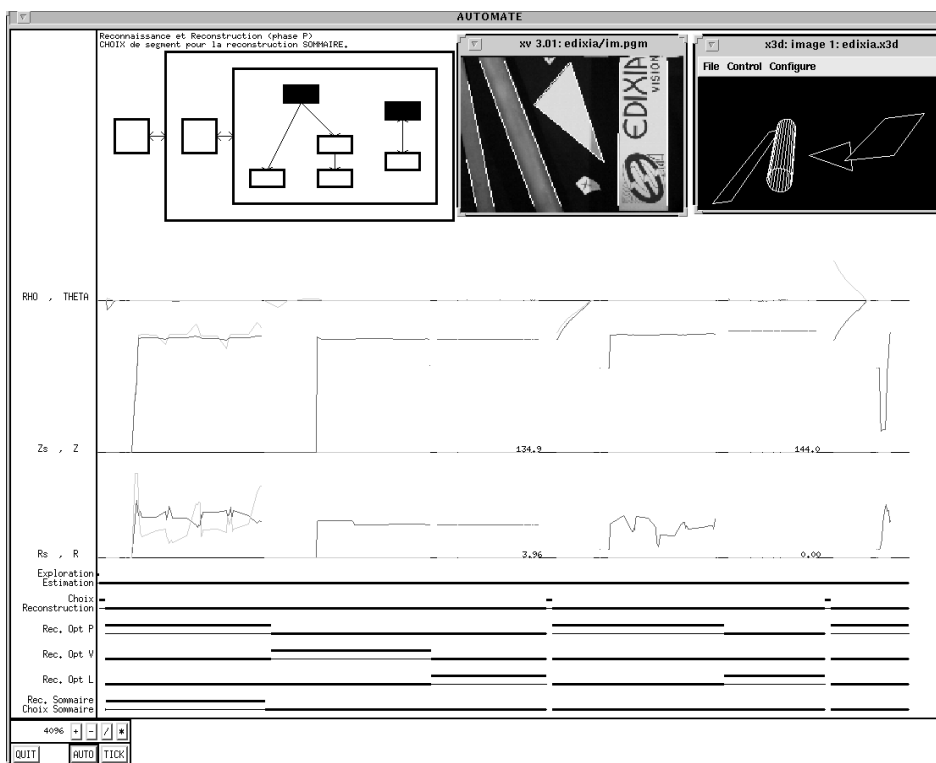 AUTOMATE
Reconnaissance et Reconstruction (phase P)
CHOIX de segment pour la reconstruction SOMMAIRE.
xv 3.01: edixia/im.pgm
EDIXIA
VISION
x3d: image 1: edixia.x3d
File Control Configure
RHO , THETA
Zs , Z
134.9
144.0
Rs , R
3.96
0.00
Exploration
Estimation
Choix
Reconstruction
Rec. Opt P
Rec. Opt V
Rec. Opt L
Rec. Sommaire
Choix Sommaire
4096 + - / *
QUIT AUTO TICK